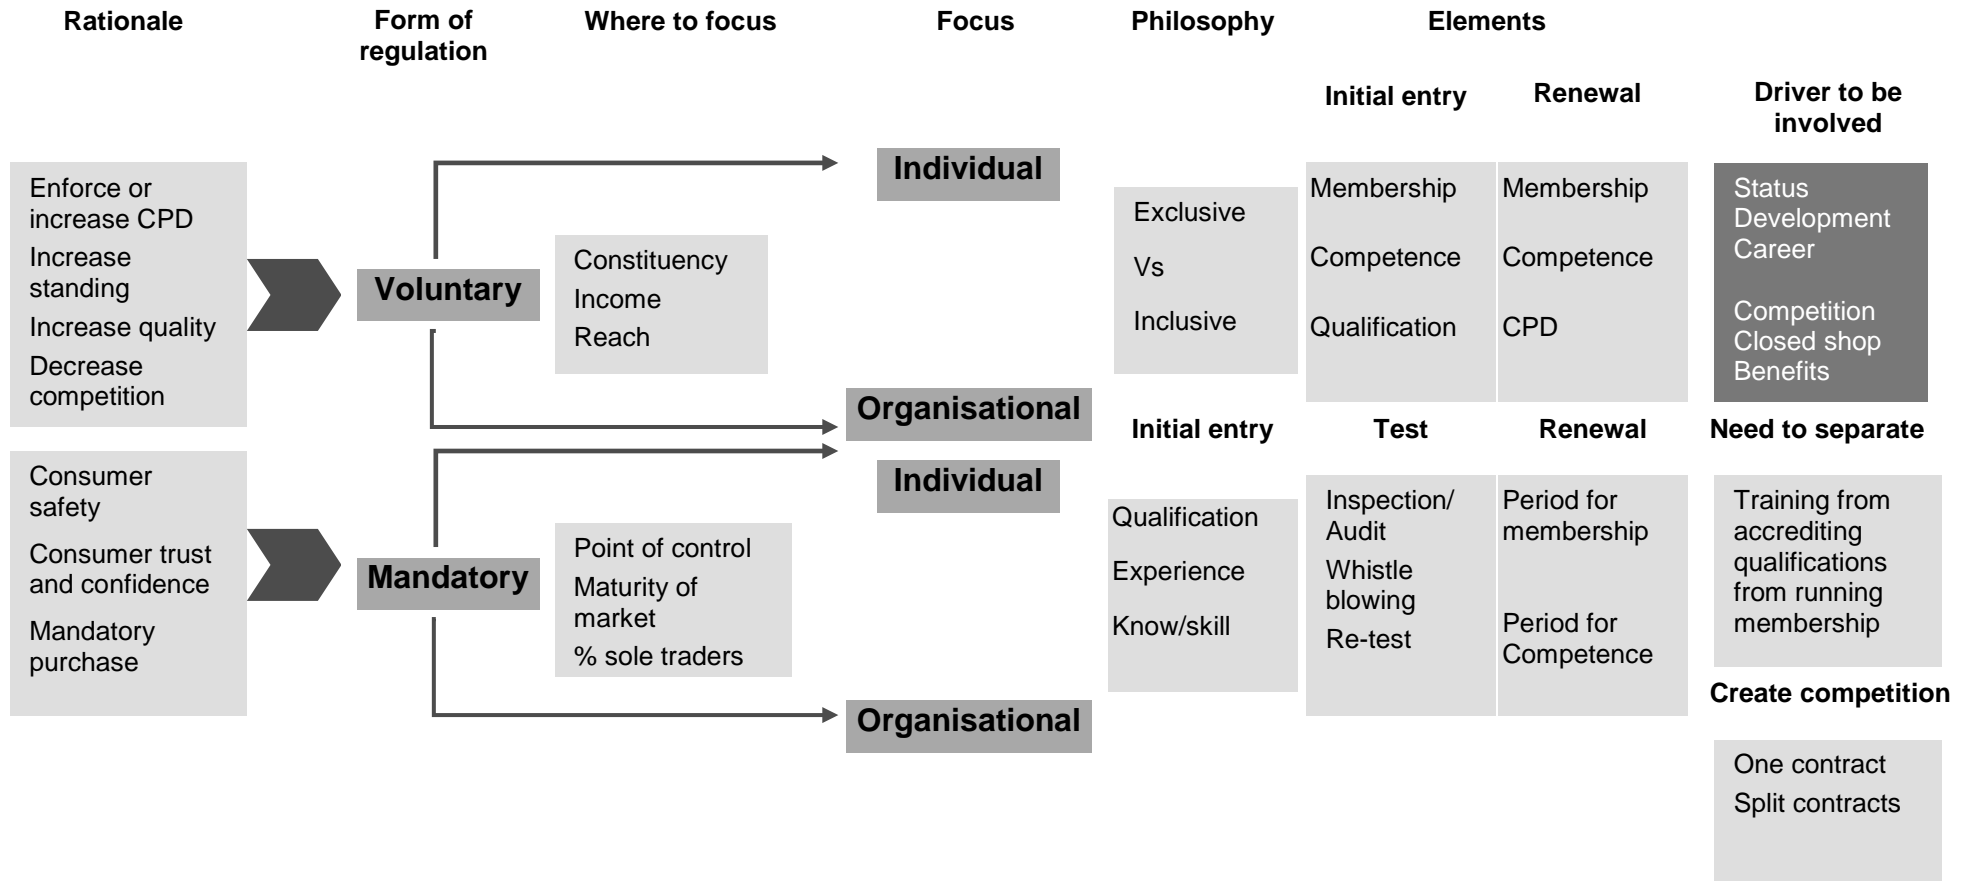 Rationale
Form of
regulation
Where to focus
Focus
Philosophy
Elements
Initial entry
Renewal
Driver to be
involved
Enforce or
increase CPD
Increase
standing
Increase quality
Decrease
competition
Voluntary
Constituency
Income
Reach
Individual
Organisational
Exclusive
Vs
Inclusive
Membership
Competence
Qualification
Membership
Competence
CPD
Status
Development
Career
Competition
Closed shop
Benefits
Initial entry
Test
Renewal
Need to separate
Consumer
safety
Consumer trust
and confidence
Mandatory
purchase
Mandatory
Point of control
Maturity of
market
% sole traders
Individual
Organisational
Qualification
Experience
Know/skill
Inspection/
Audit
Whistle
blowing
Re-test
Period for
membership
Period for
Competence
Training from
accrediting
qualifications
from running
membership
Create competition
One contract
Split contracts